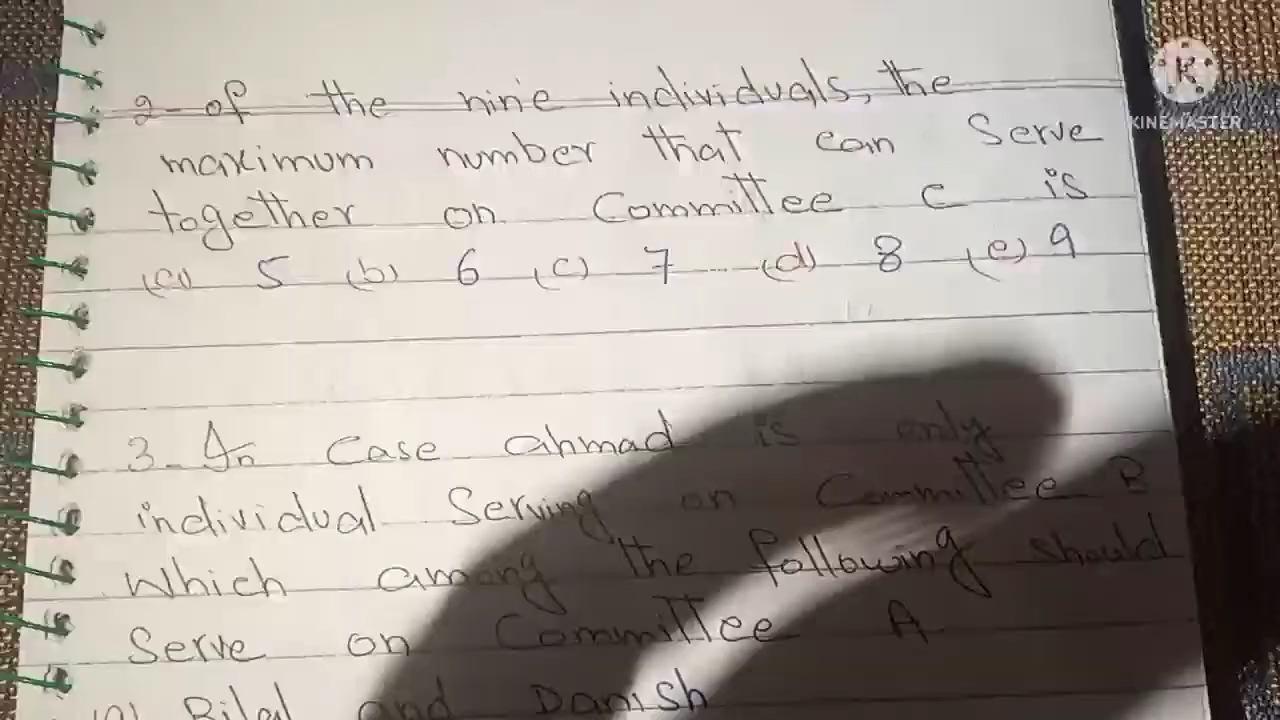 2- of the nine individuals, the
maximum number that can serve
together on Committee C is
(a) 5 (b) 6 (c) 7 (d) 8 (e) 9
3- In Case ahmad is only
individual Serving on Committee B
Which among the following should
Serve on Committee A
(a) Bilal and Danish
K
KINEMASTER